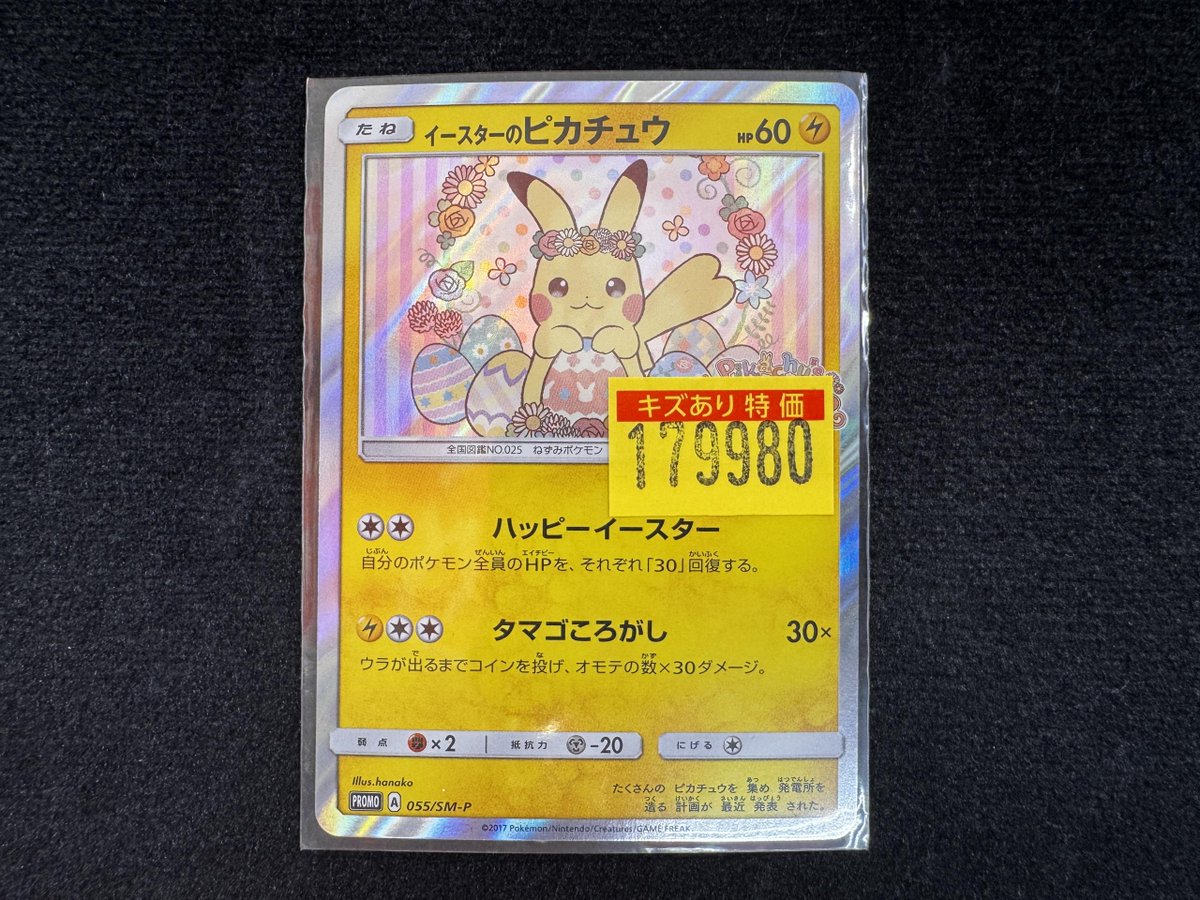 たね イースターのピカチュウ HP60
Pikachu's
キズあり特価
179980
全国図鑑NO.025 ねずみポケモン
ハッピーイースター
自分のポケモン全員のHPを、それぞれ「30」回復する。
タマゴころがし 30×
ウラが出るまでコインを投げ、オモテの数×30ダメージ。
弱点 ×2 抵抗力 -20 にげる
Illus.hanako
PROMO A 055/SM-P
たくさんの ピカチュウを 集め 発電所を
造る 計画が 最近 発表 された。
©2017 Pokémon/Nintendo/Creatures/GAME FREAK.